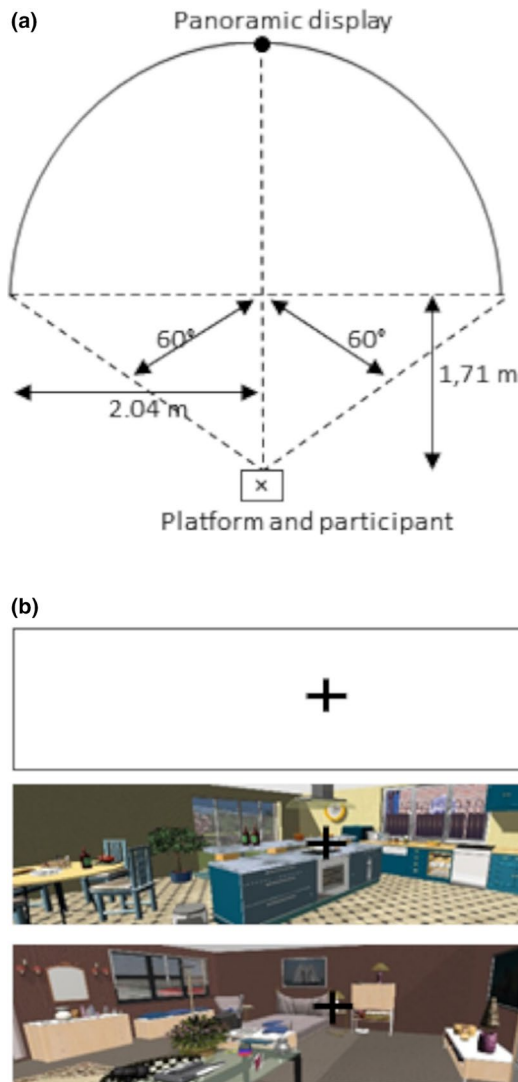 (a)
Panoramic display
60°
60°
1,71 m
2.04 m
×
Platform and participant
(b)